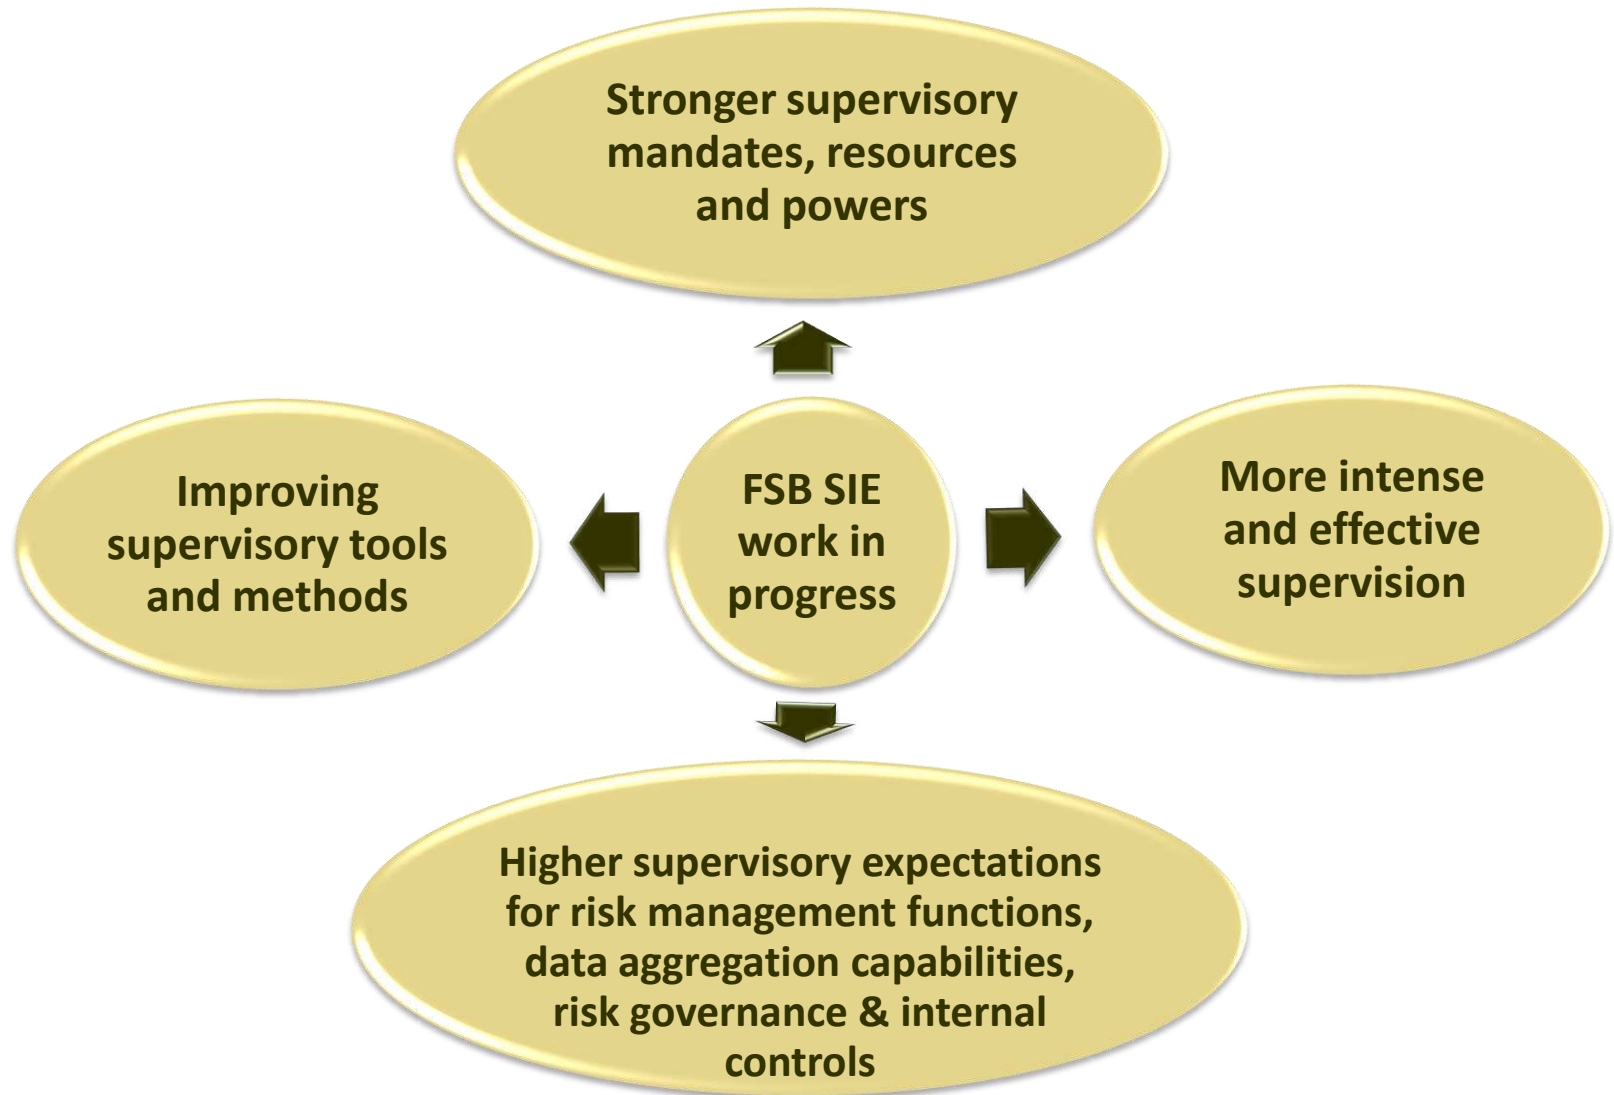 Stronger supervisory
mandates, resources
and powers
Improving
supervisory tools
and methods
FSB SIE
work in
progress
More intense
and effective
supervision
Higher supervisory expectations
for risk management functions,
data aggregation capabilities,
risk governance & internal
controls